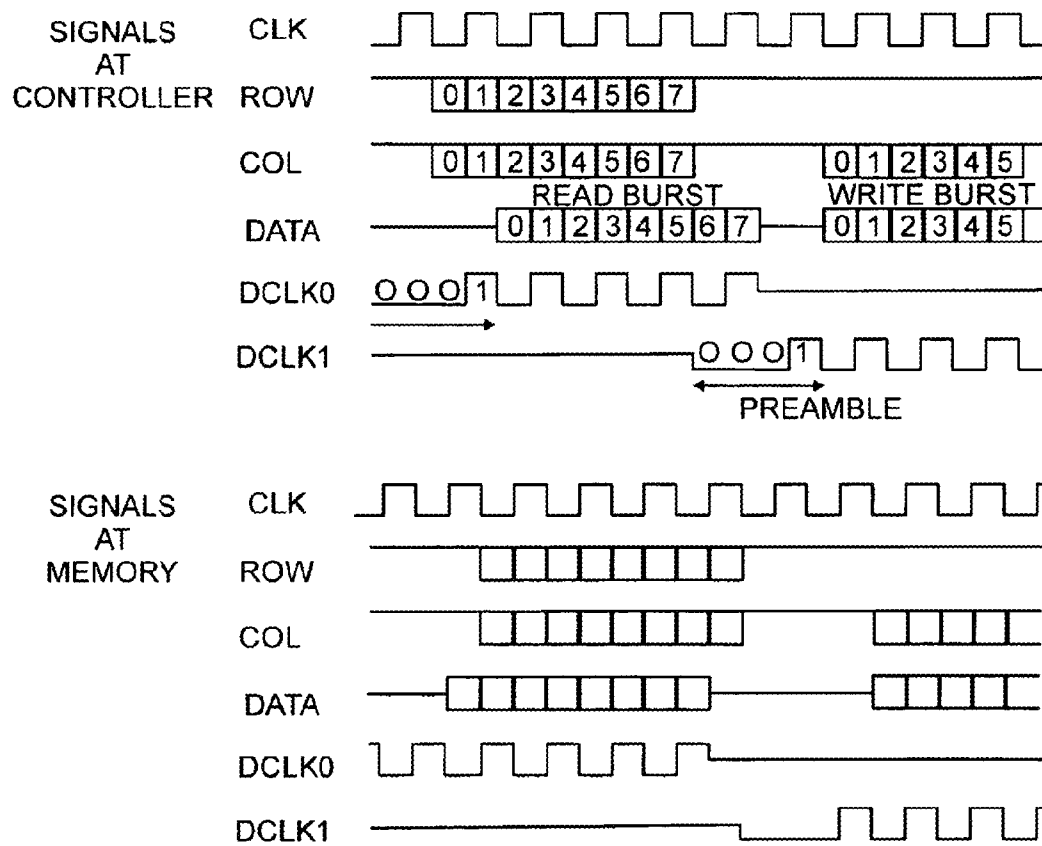 SIGNALS AT CONTROLLER
CLK
ROW
0 1 2 3 4 5 6 7
COL
0 1 2 3 4 5 6 7
0 1 2 3 4 5
READ BURST
WRITE BURST
DATA
0 1 2 3 4 5 6 7
0 1 2 3 4 5
DCLK0
O O O 1
DCLK1
O O O 1
PREAMBLE
SIGNALS AT MEMORY
CLK
ROW
COL
DATA
DCLK0
DCLK1